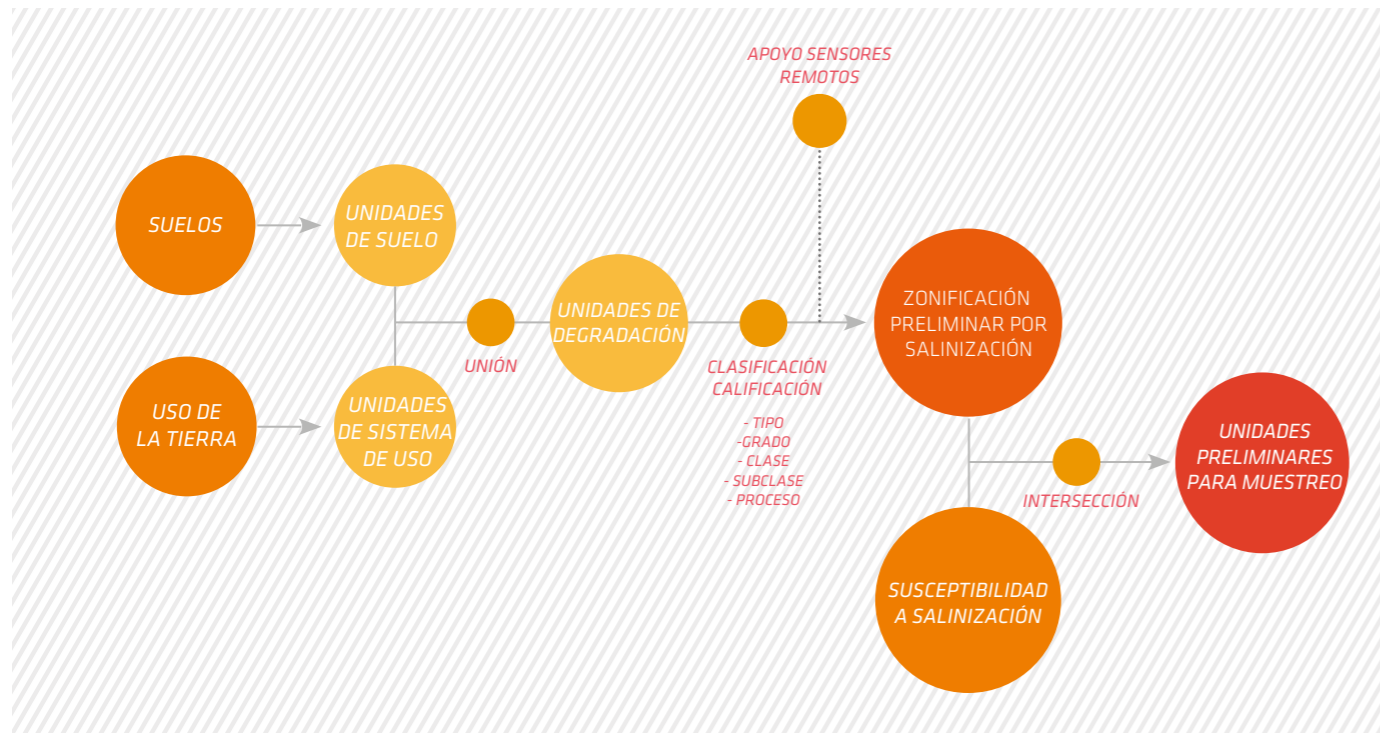 APOYO SENSORES
REMOTOS
SUELOS
UNIDADES
DE SUELO
USO DE
LA TIERRA
UNIDADES
DE SISTEMA
DE USO
UNIÓN
UNIDADES DE
DEGRADACIÓN
CLASIFICACIÓN
CALIFICACIÓN
- TIPO
-GRADO
- CLASE
- SUBCLASE
- PROCESO
ZONIFICACIÓN
PRELIMINAR POR
SALINIZACIÓN
SUSCEPTIBILIDAD
A SALINIZACIÓN
INTERSECCIÓN
UNIDADES
PRELIMINARES
PARA MUESTREO